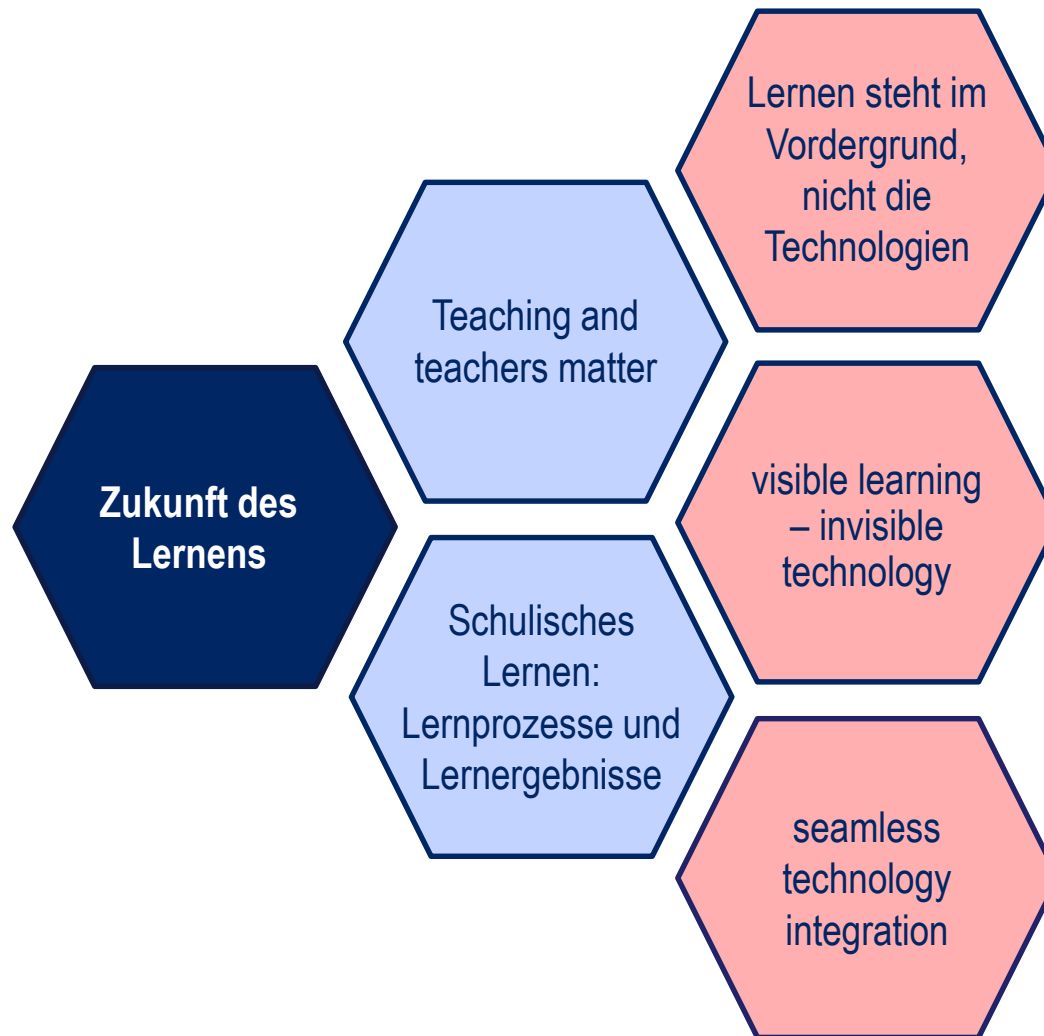 Zukunft des
Lernens
Teaching and
teachers matter
Schulisches
Lernen:
Lernprozesse und
Lernergebnisse
Lernen steht im
Vordergrund,
nicht die
Technologien
visible learning
– invisible
technology
seamless
technology
integration